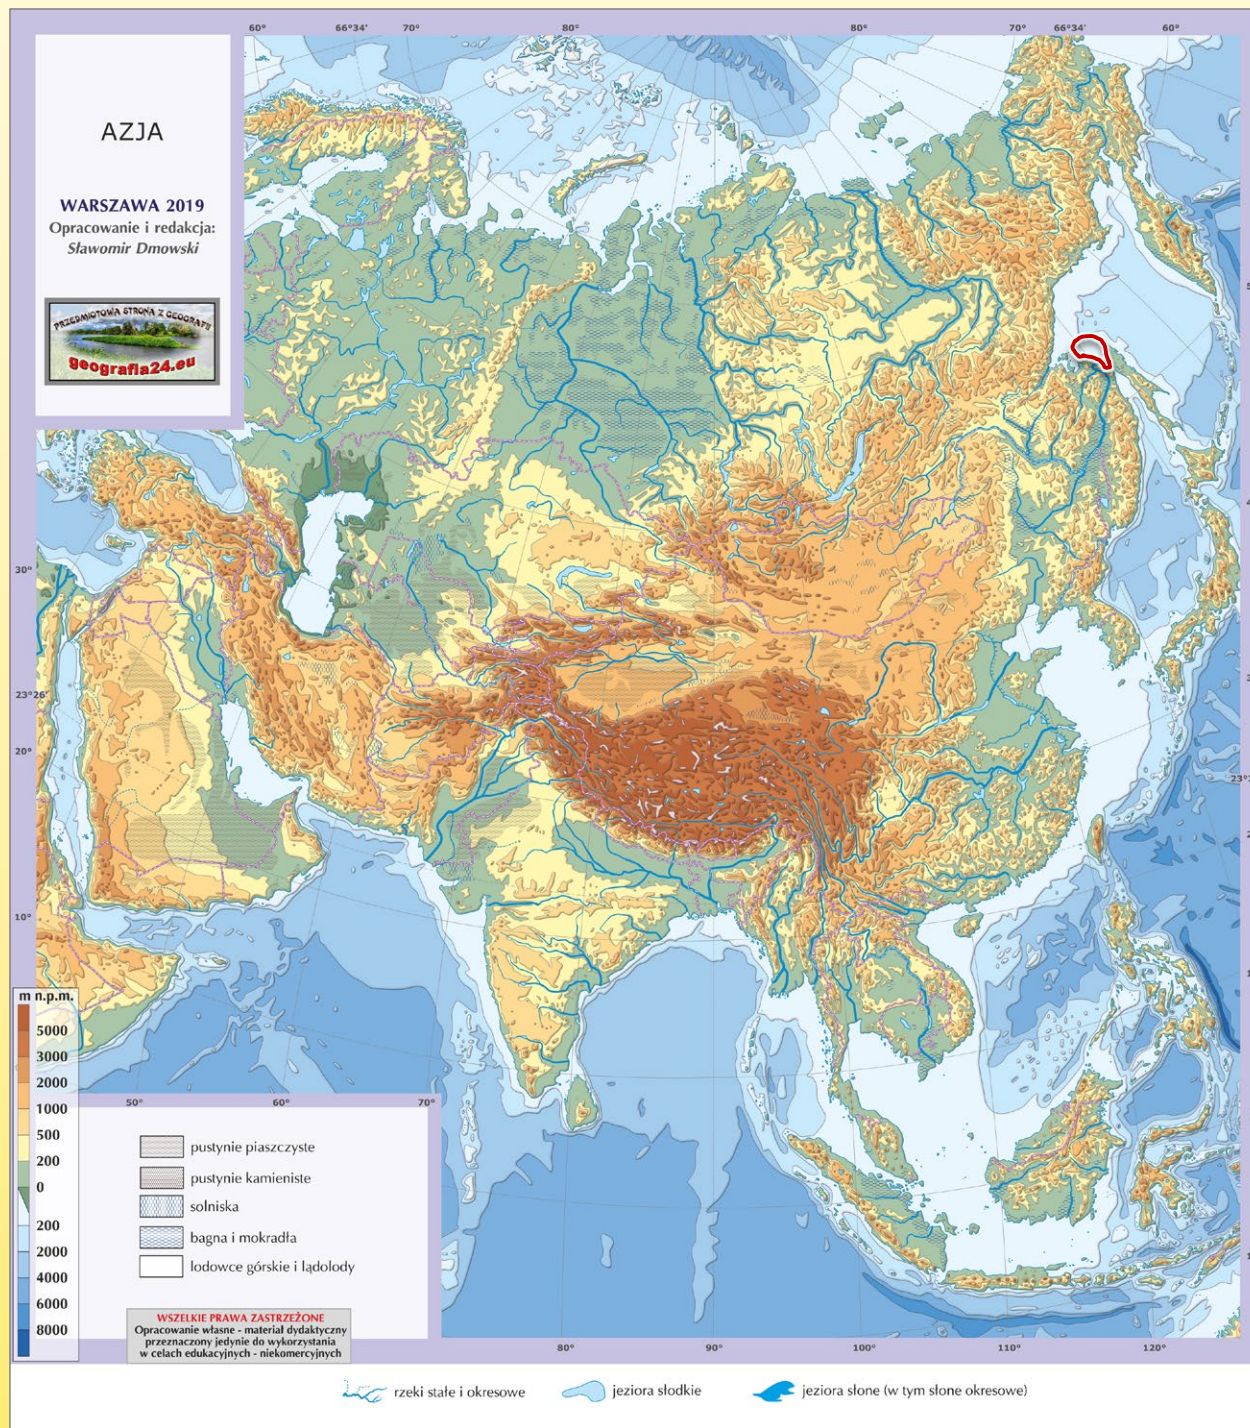 60° 66°34' 70° 80° 80° 70° 66°34' 60°
AZJA
WARSZAWA 2019
Opracowanie i redakcja:
Sławomir Dmowski
PRZEDMIOTOWA STRONA Z GEOGRAFII
geografia24.eu
30°
23°26'
20°
10°
m n.p.m.
5000
3000
2000
1000
500
200
0
200
2000
4000
6000
8000
50° 60° 70°
pustynie piaszczyste
pustynie kamieniste
solniska
bagna i mokradła
lodowce górskie i lądolody
WSZELKIE PRAWA ZASTRZEŻONE
Opracowanie własne - materiał dydaktyczny
przeznaczony jedynie do wykorzystania
w celach edukacyjnych - niekomercyjnych
80° 90° 100° 110° 120°
rzeki stałe i okresowe jeziora słodkie jeziora słone (w tym słone okresowe)